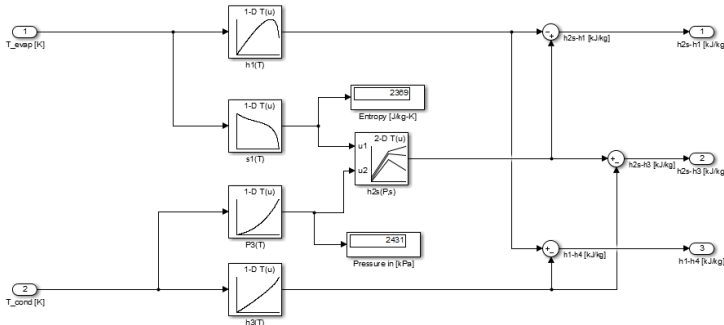 1-D T(u)
1
T_evap [K]
h1(T)
h2s-h1 [kJ/kg]
1
h2s-h1 [kJ/kg]
1-D T(u)
s1(T)
2369
Entropy [J/kg-K]
2-D T(u)
u1
u2
h2s(P,s)
h2s-h3 [kJ/kg]
2
h2s-h3 [kJ/kg]
1-D T(u)
P3(T)
2431
Pressure in [kPa]
h1-h4 [kJ/kg]
3
h1-h4 [kJ/kg]
1-D T(u)
2
T_cond [K]
h3(T)